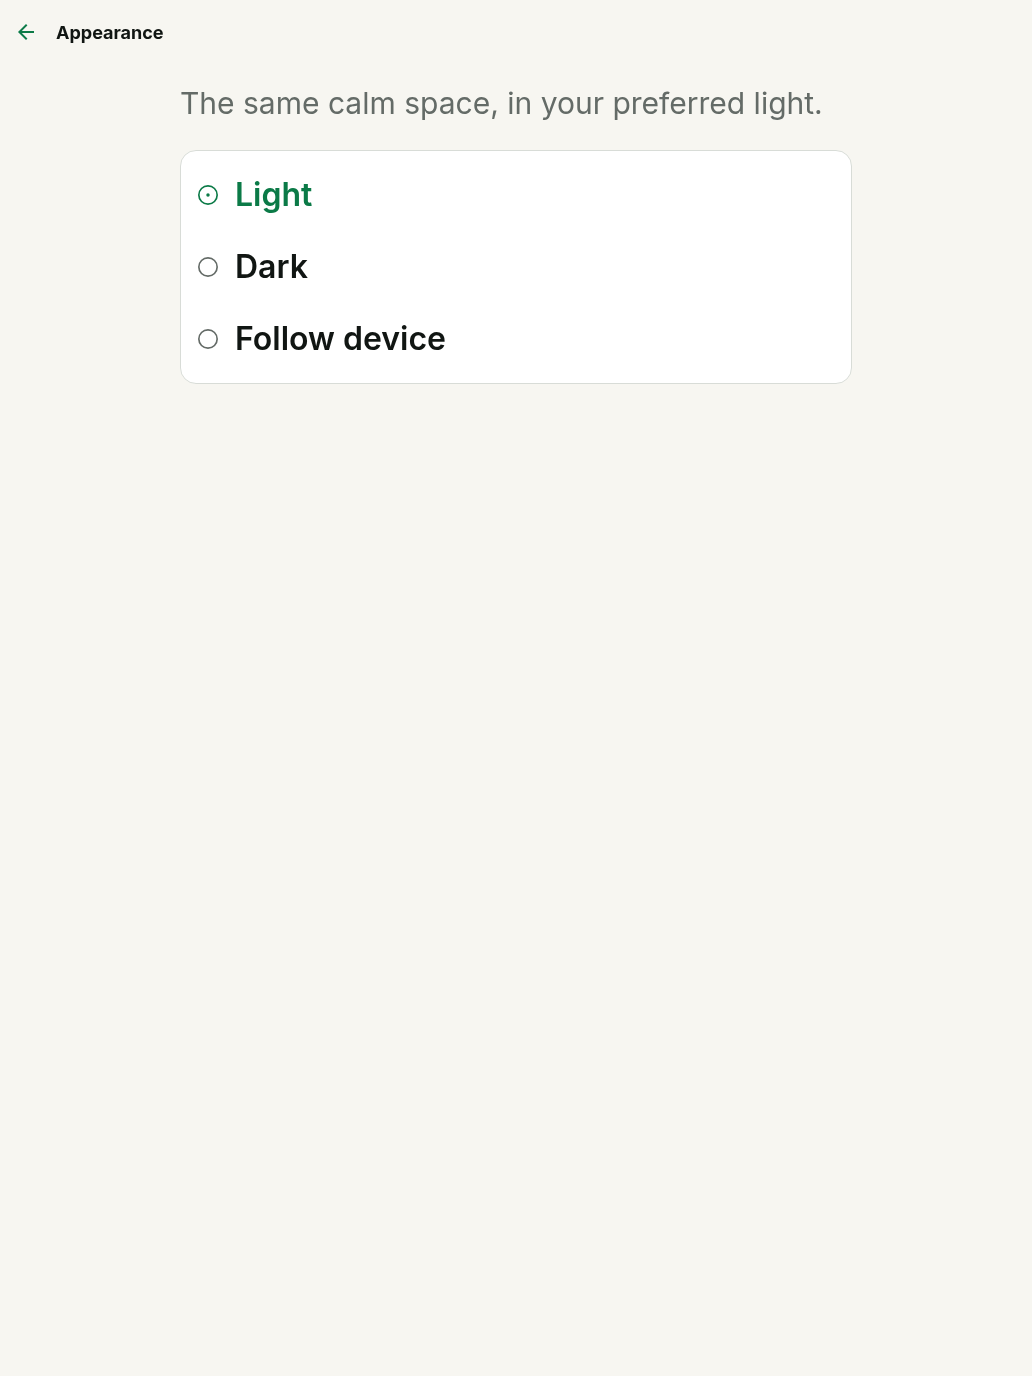 Appearance
The same calm space, in your preferred light.
Light
Dark
Follow device